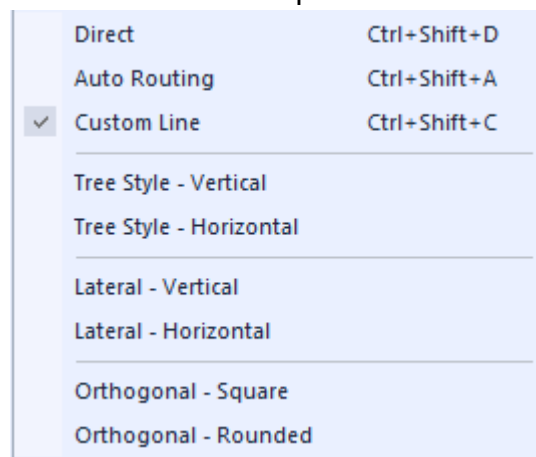 Direct Ctrl+Shift+D
Auto Routing Ctrl+Shift+A
Custom Line Ctrl+Shift+C
Tree Style - Vertical
Tree Style - Horizontal
Lateral - Vertical
Lateral - Horizontal
Orthogonal - Square
Orthogonal - Rounded